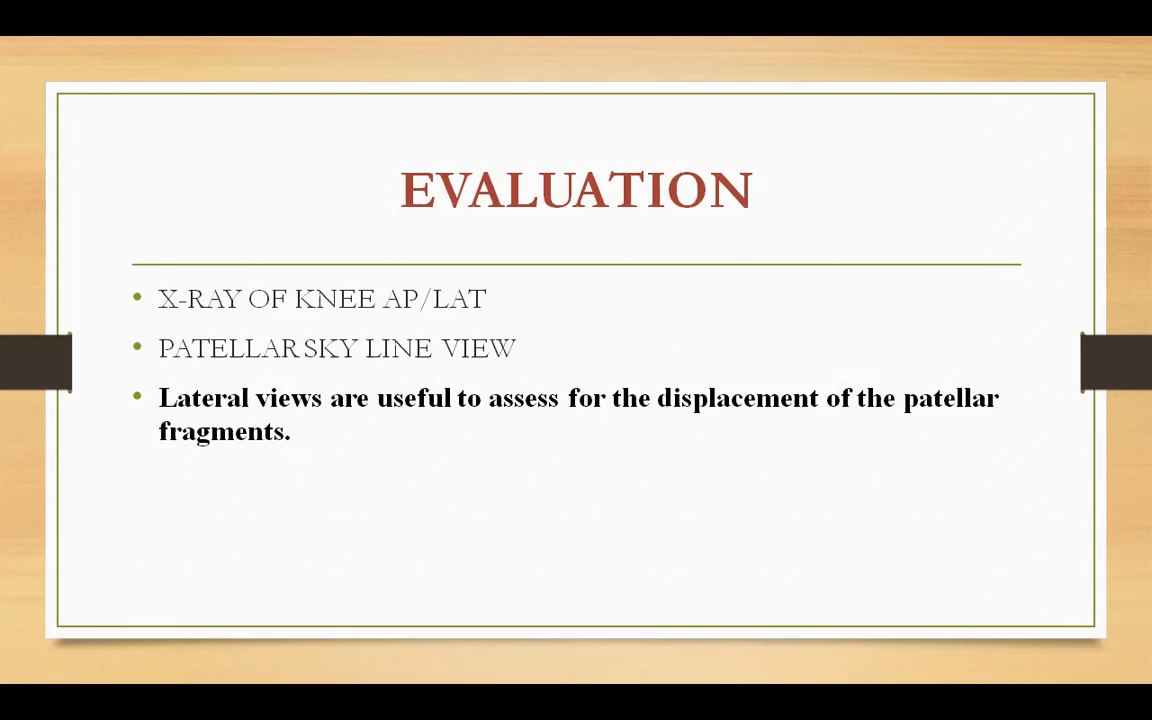 EVALUATION
• X-RAY OF KNEE AP/LAT
• PATELLAR SKY LINE VIEW
• Lateral views are useful to assess for the displacement of the patellar
fragments.